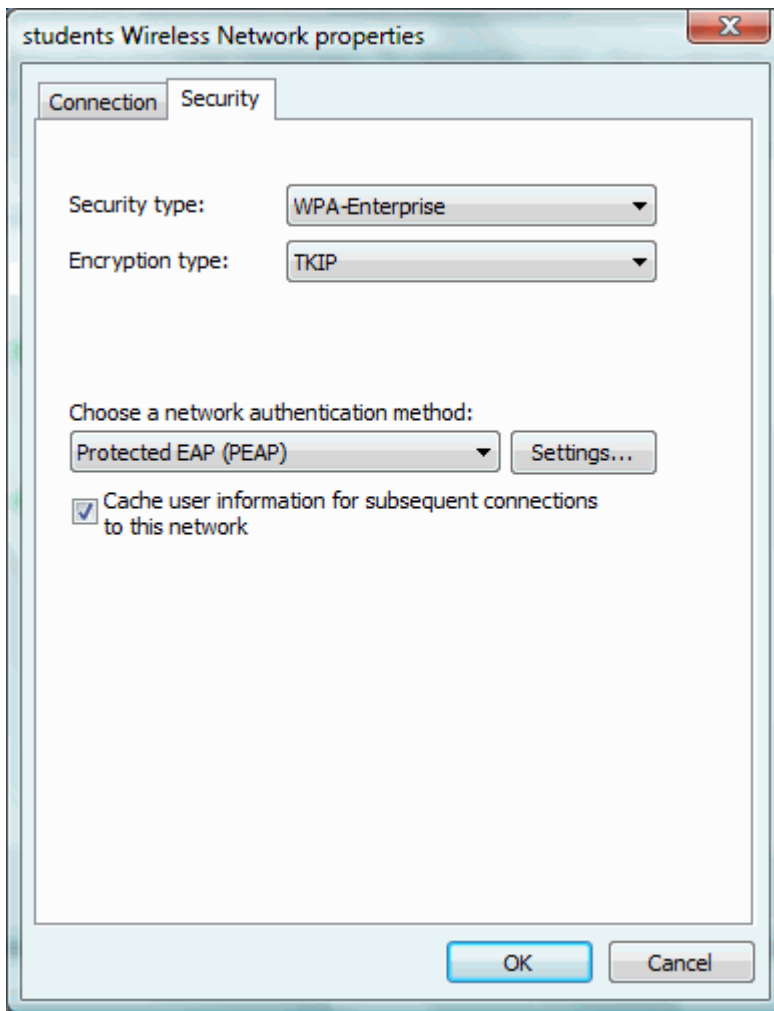 students Wireless Network properties
Connection Security
Security type: WPA-Enterprise
Encryption type: TKIP
Choose a network authentication method:
Protected EAP (PEAP) Settings...
Cache user information for subsequent connections
to this network
OK Cancel